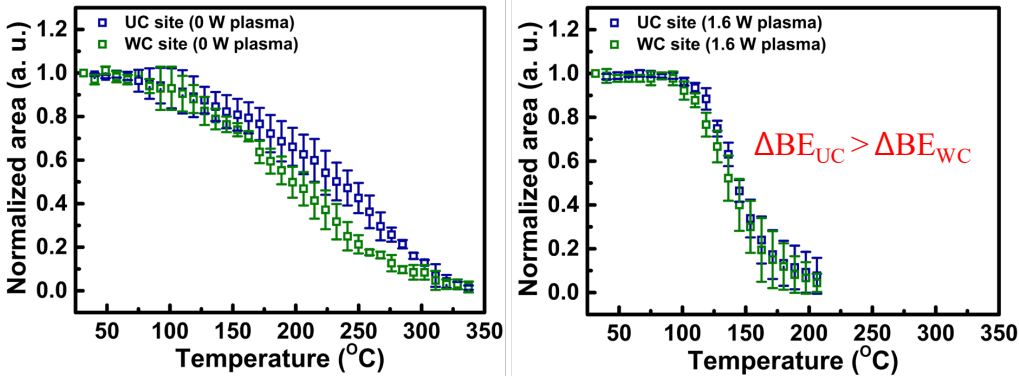 UC site (0 W plasma)
WC site (0 W plasma)
Normalized area (a. u.)
1.2
1.0
0.8
0.6
0.4
0.2
0.0
50 100 150 200 250 300 350
Temperature (°C)
UC site (1.6 W plasma)
WC site (1.6 W plasma)
ΔBE_UC > ΔBE_WC
Normalized area (a. u.)
1.2
1.0
0.8
0.6
0.4
0.2
0.0
50 100 150 200 250 300 350
Temperature (°C)